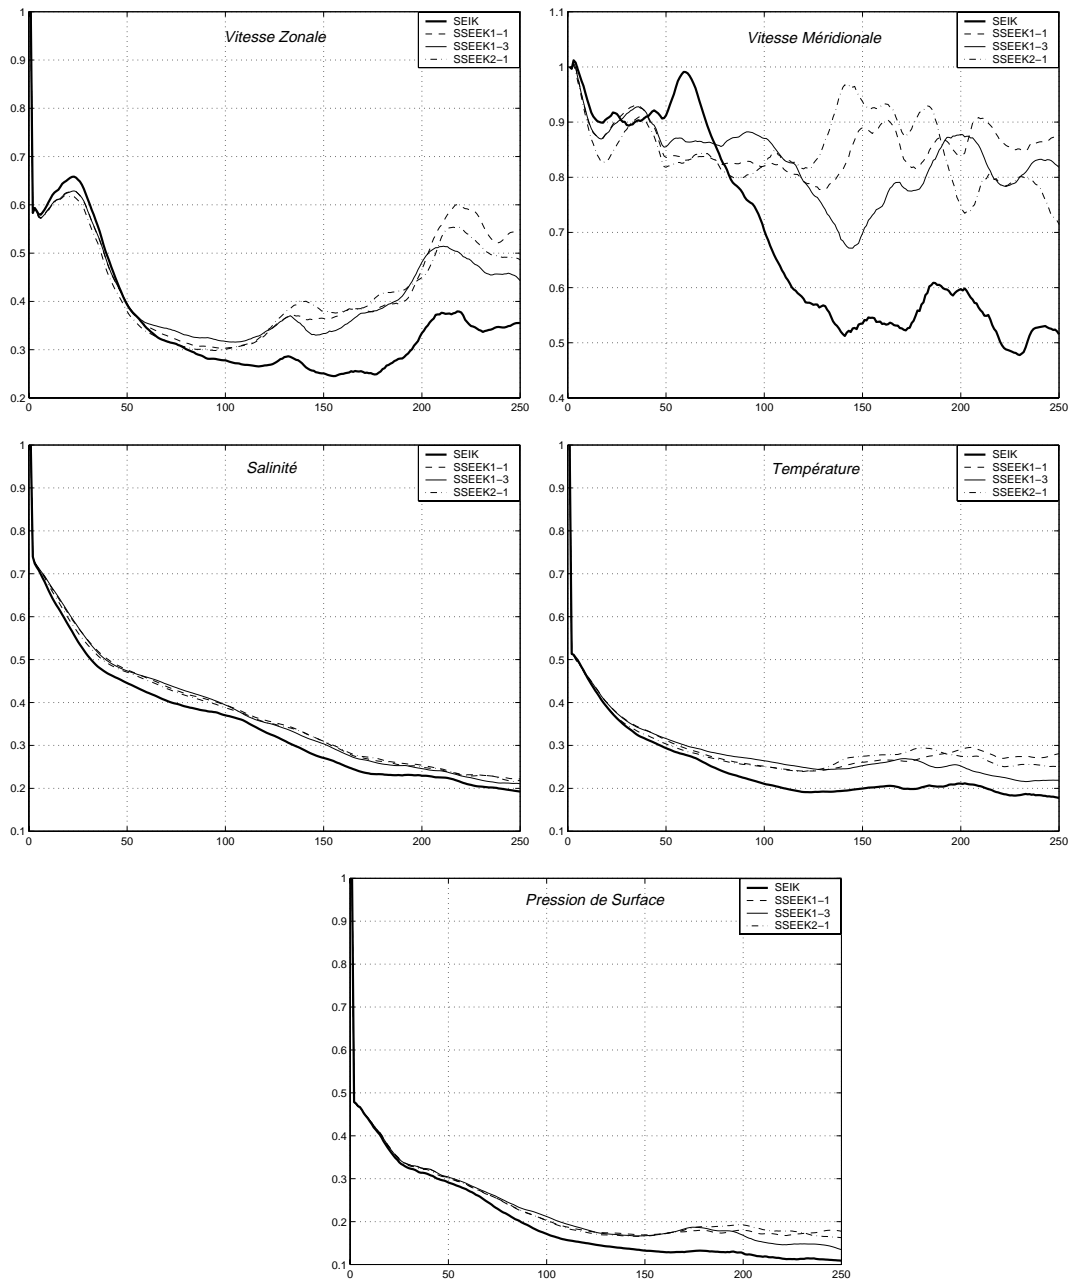 Vitesse Zonale
SEIK
SSEEK1-1
SSEEK1-3
SSEEK2-1
1
0.9
0.8
0.7
0.6
0.5
0.4
0.3
0.2
0 50 100 150 200 250
Vitesse Méridionale
SEIK
SSEEK1-1
SSEEK1-3
SSEEK2-1
1.1
1
0.9
0.8
0.7
0.6
0.5
0.4
0 50 100 150 200 250
Salinité
SEIK
SSEEK1-1
SSEEK1-3
SSEEK2-1
1
0.9
0.8
0.7
0.6
0.5
0.4
0.3
0.2
0.1
0 50 100 150 200 250
Température
SEIK
SSEEK1-1
SSEEK1-3
SSEEK2-1
1
0.9
0.8
0.7
0.6
0.5
0.4
0.3
0.2
0.1
0 50 100 150 200 250
Pression de Surface
SEIK
SSEEK1-1
SSEEK1-3
SSEEK2-1
1
0.9
0.8
0.7
0.6
0.5
0.4
0.3
0.2
0.1
0 50 100 150 200 250